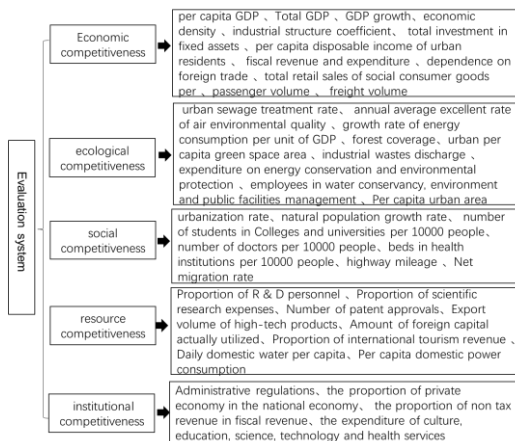 Evaluation system
Economic
competitiveness
per capita GDP 、Total GDP 、GDP growth、economic
density 、industrial structure coefficient、 total investment in
fixed assets 、per capita disposable income of urban
residents 、 fiscal revenue and expenditure 、dependence on
foreign trade 、total retail sales of social consumer goods
per 、passenger volume 、 freight volume
ecological
competitiveness
urban sewage treatment rate、 annual average excellent rate
of air environmental quality 、growth rate of energy
consumption per unit of GDP 、forest coverage、urban per
capita green space area 、industrial wastes discharge 、
expenditure on energy conservation and environmental
protection 、employees in water conservancy, environment
and public facilities management 、Per capita urban area
social
competitiveness
urbanization rate、natural population growth rate、 number
of students in Colleges and universities per 10000 people、
number of doctors per 10000 people、beds in health
institutions per 10000 people、highway mileage 、Net
migration rate
resource
competitiveness
Proportion of R & D personnel 、Proportion of scientific
research expenses、Number of patent approvals、Export
volume of high-tech products、Amount of foreign capital
actually utilized、Proportion of international tourism revenue 、
Daily domestic water per capita、Per capita domestic power
consumption
institutional
competitiveness
Administrative regulations、the proportion of private
economy in the national economy、 the proportion of non tax
revenue in fiscal revenue、the expenditure of culture,
education, science, technology and health services